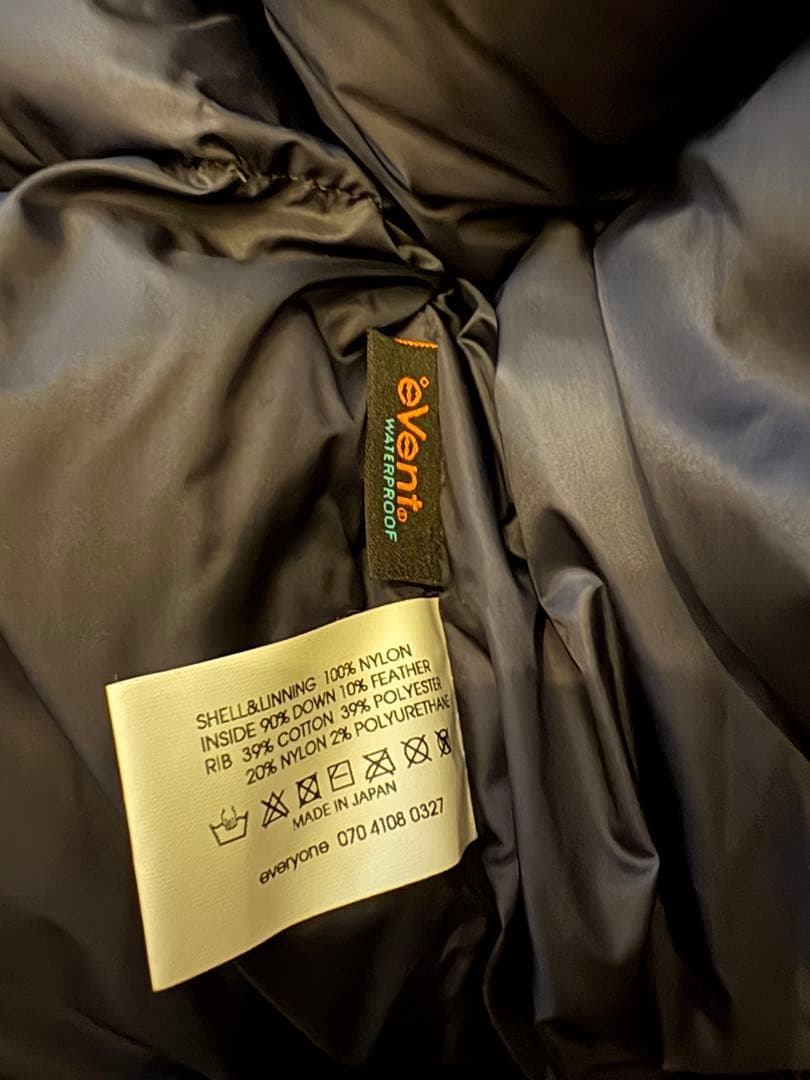 eVent
WATERPROOF
SHELL&LINNING 100% NYLON
INSIDE 90% DOWN 10% FEATHER
RIB 39% COTTON 39% POLYESTER
20% NYLON 2% POLYURETHANE
MADE IN JAPAN
everyone 070 4108 0327